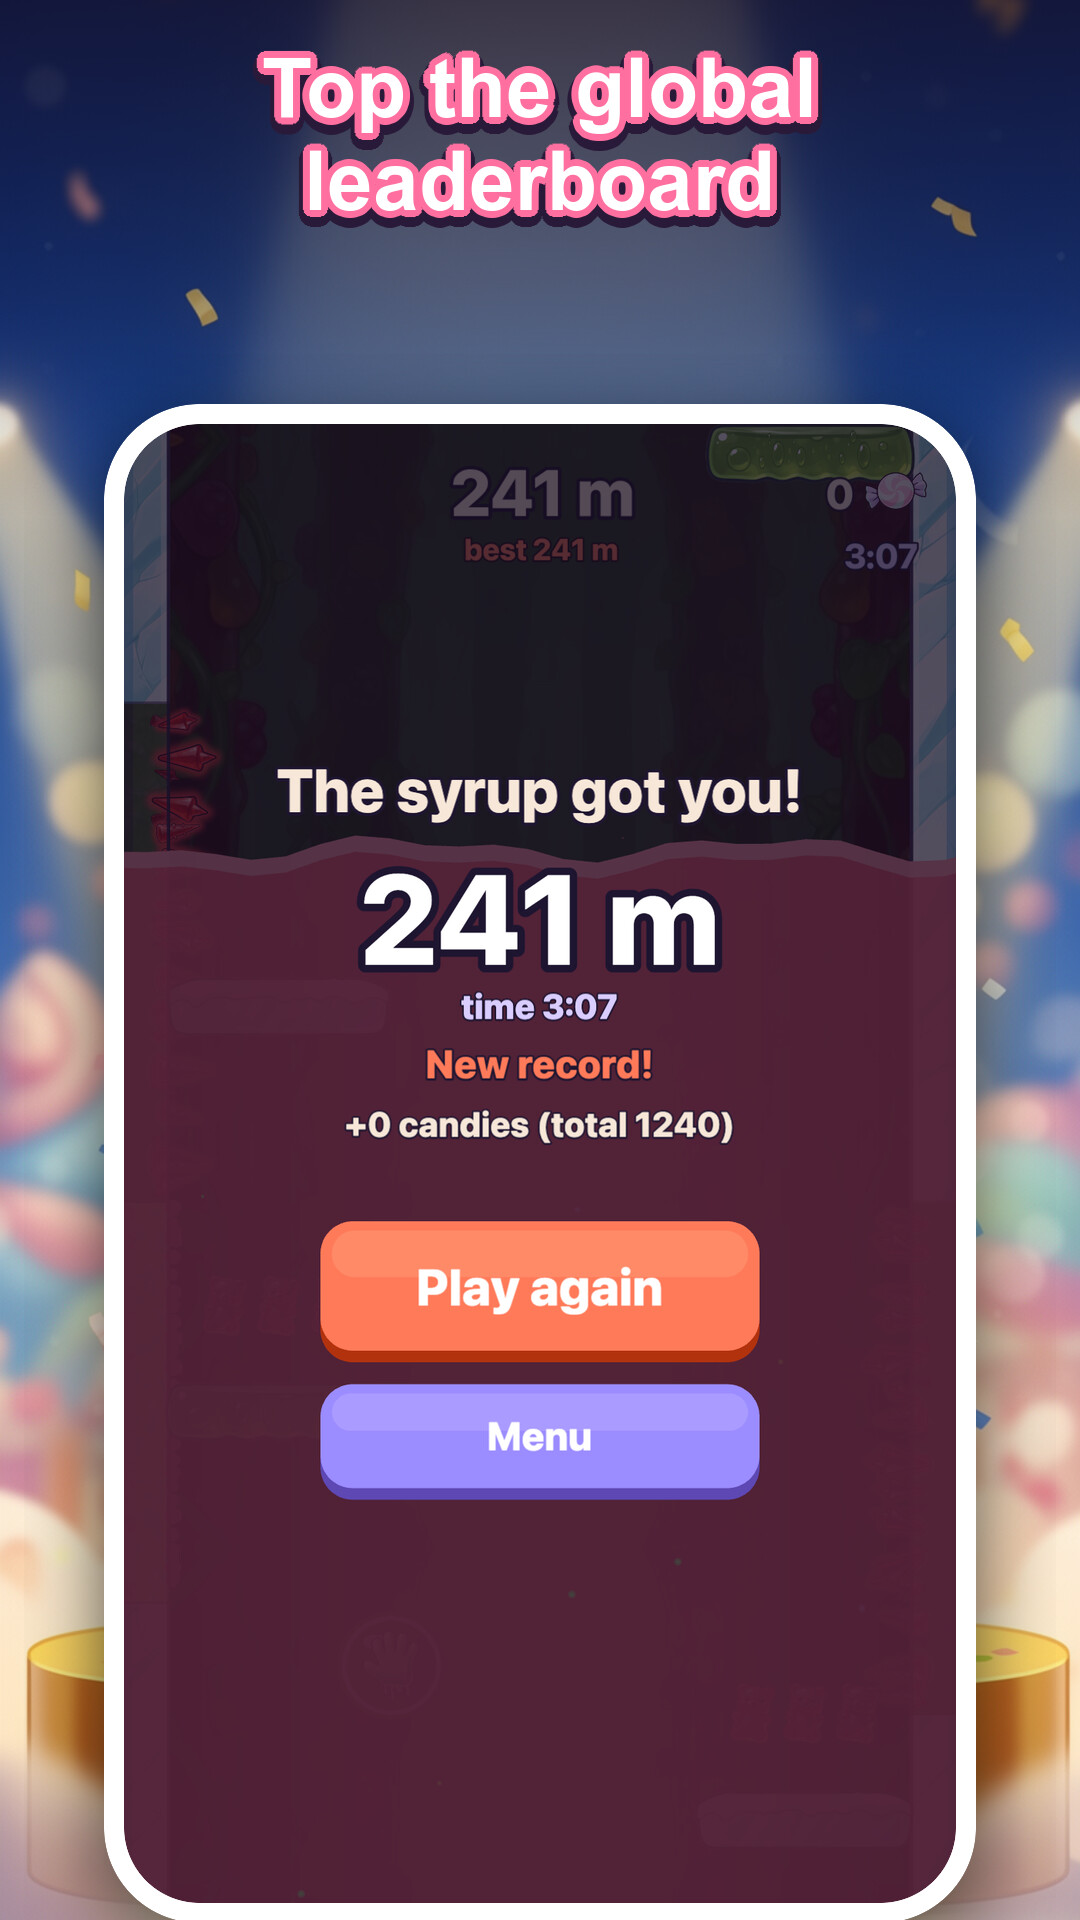 Top the global
leaderboard
241 m
0
best 241 m
3:07
The syrup got you!
241 m
time 3:07
New record!
+0 candies (total 1240)
Play again
Menu